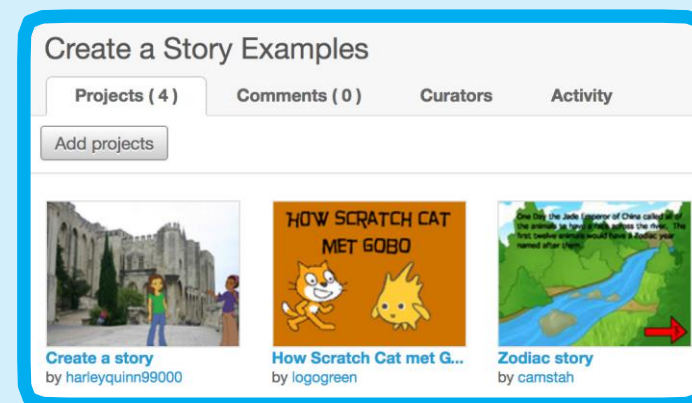 Create a Story Examples
Projects ( 4 )
Comments ( 0 )
Curators
Activity
Add projects
HOW SCRATCH CAT
MET GOBO
One Day the Jade Emperor of China called all of
the animals to have a race across the river. The
first twelve animals would have a Zodiac year
named after them.
Create a story
by harleyquinn99000
How Scratch Cat met G...
by logogreen
Zodiac story
by camstah